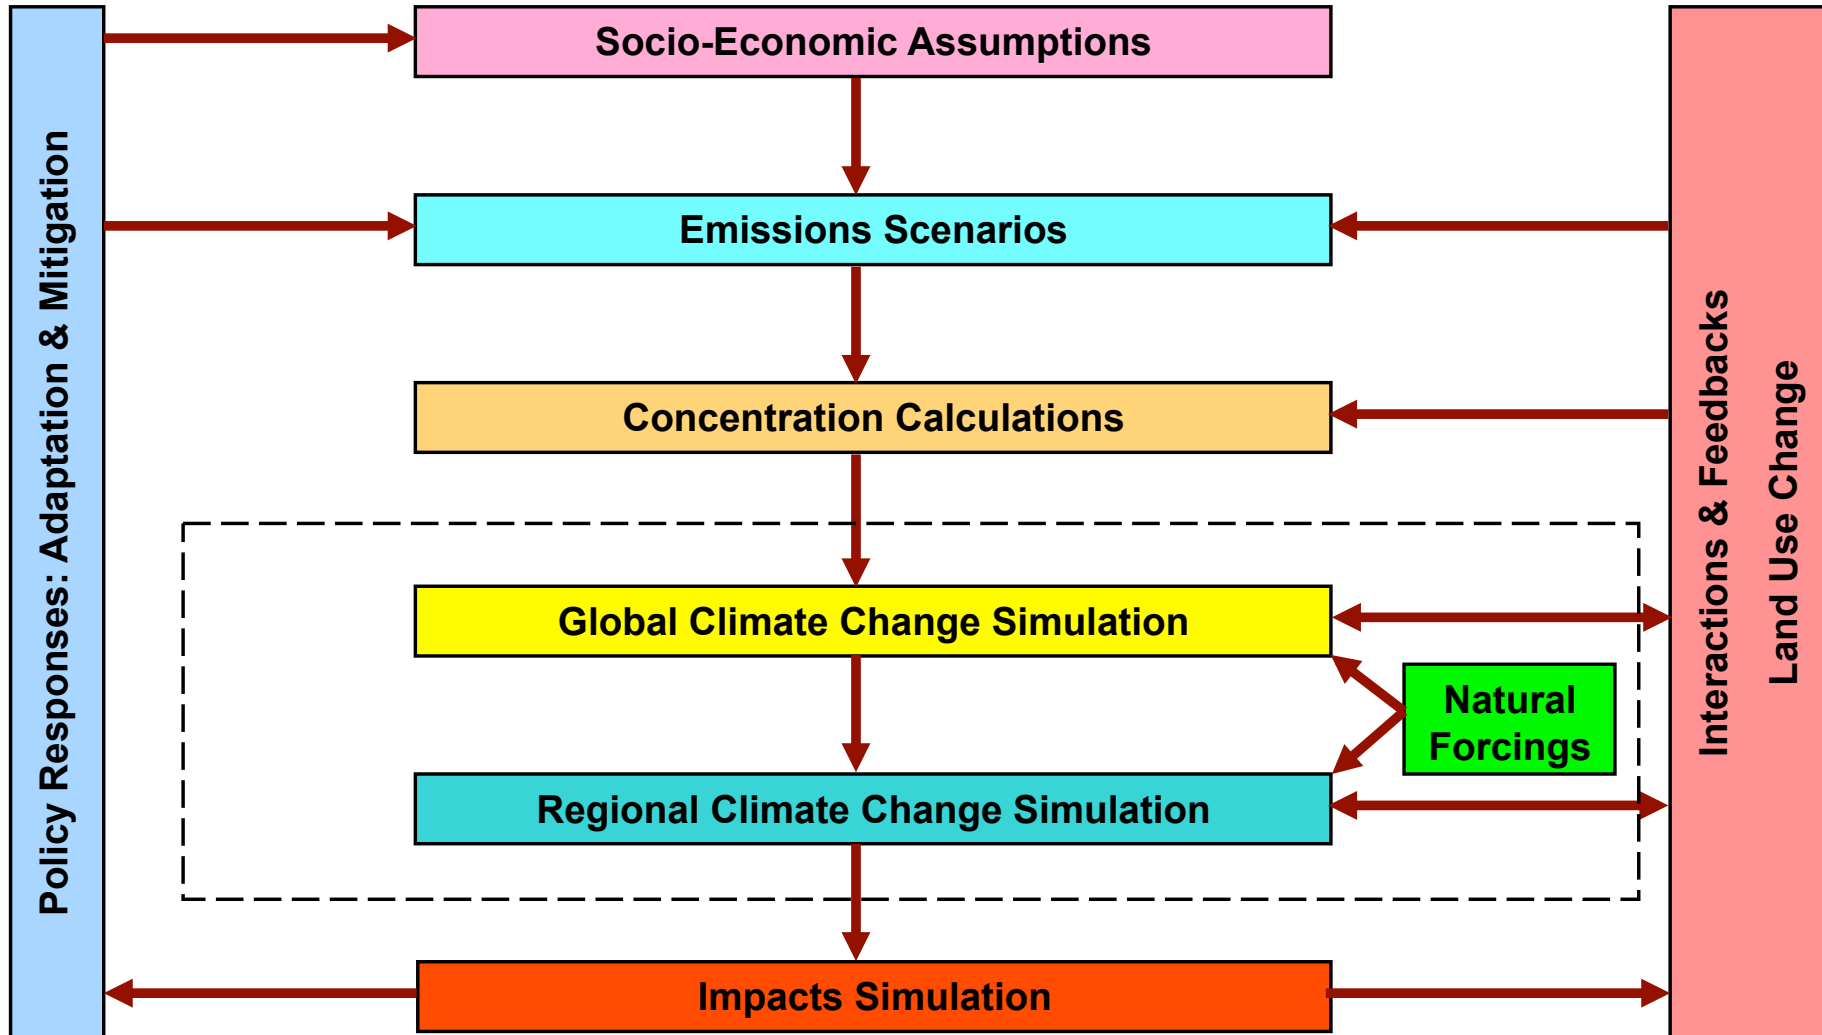 Socio-Economic Assumptions
Policy Responses: Adaptation & Mitigation
Emissions Scenarios
Concentration Calculations
Interactions & Feedbacks
Land Use Change
Global Climate Change Simulation
Natural
Forcings
Regional Climate Change Simulation
Impacts Simulation